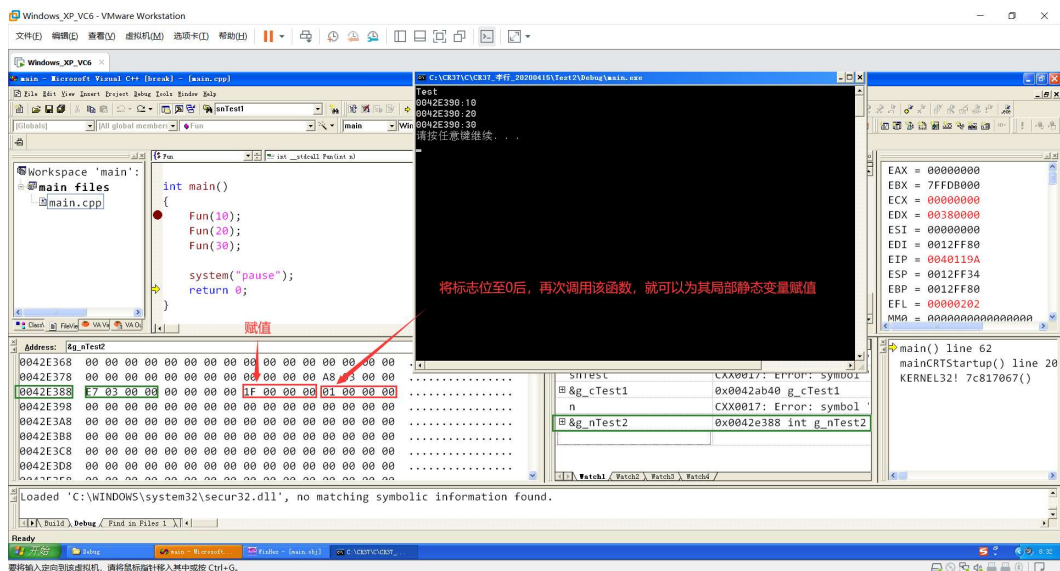 Windows_XP_VC6 - VMware Workstation
文件(F) 编辑(E) 查看(V) 虚拟机(M) 选项卡(T) 帮助(H)
Windows_XP_VC6
main - Microsoft Visual C++ [break] - [main.cpp]
File Edit View Insert Project Debug Tools Window Help
snTest1
[Globals] [All global members] Fun main
Workspace 'main':
main files
main.cpp
Fun int __stdcall Fun(int n)
int main()
{
Fun(10);
Fun(20);
Fun(30);
system("pause");
return 0;
}
C:\CR37\C\CR37_李行_20200415\Test2\Debug\main.exe
Test
0042E390:10
0042E390:20
0042E390:30
请按任意键继续. . .
将标志位至0后，再次调用该函数，就可以为其局部静态变量赋值
赋值
EAX = 00000000
EBX = 7FFDB000
ECX = 00000000
EDX = 00380000
ESI = 00000000
EDI = 0012FF80
EIP = 0040119A
ESP = 0012FF34
EBP = 0012FF80
EFL = 00000202
MM0 = 0000000000000000
Address: &g_nTest2
0042E368 00 00 00 00 00 00 00 00 00 00 00 00 00 00 00 00
0042E378 00 00 00 00 00 00 00 00 00 00 00 00 A8 03 00 00 ................
0042E388 E7 03 00 00 00 00 00 00 1F 00 00 00 01 00 00 00 ................
0042E398 00 00 00 00 00 00 00 00 00 00 00 00 00 00 00 00 ................
0042E3A8 00 00 00 00 00 00 00 00 00 00 00 00 00 00 00 00 ................
0042E3B8 00 00 00 00 00 00 00 00 00 00 00 00 00 00 00 00 ................
0042E3C8 00 00 00 00 00 00 00 00 00 00 00 00 00 00 00 00 ................
0042E3D8 00 00 00 00 00 00 00 00 00 00 00 00 00 00 00 00 ................
snTest CXX0017: Error: symbol
&g_cTest1 0x0042ab40 g_cTest1
n CXX0017: Error: symbol '
&g_nTest2 0x0042e388 int g_nTest2
Watch1 Watch2 Watch3 Watch4
main() line 62
mainCRTStartup() line 20
KERNEL32! 7c817067()
Loaded 'C:\WINDOWS\system32\secur32.dll', no matching symbolic information found.
Build Debug Find in Files 1
Ready
开始 Debug main - Microsoft... WinHex - [main.obj] C:\CR37\C\CR37_...
8:32
要将输入定向到该虚拟机，请将鼠标指针移入其中或按 Ctrl+G。